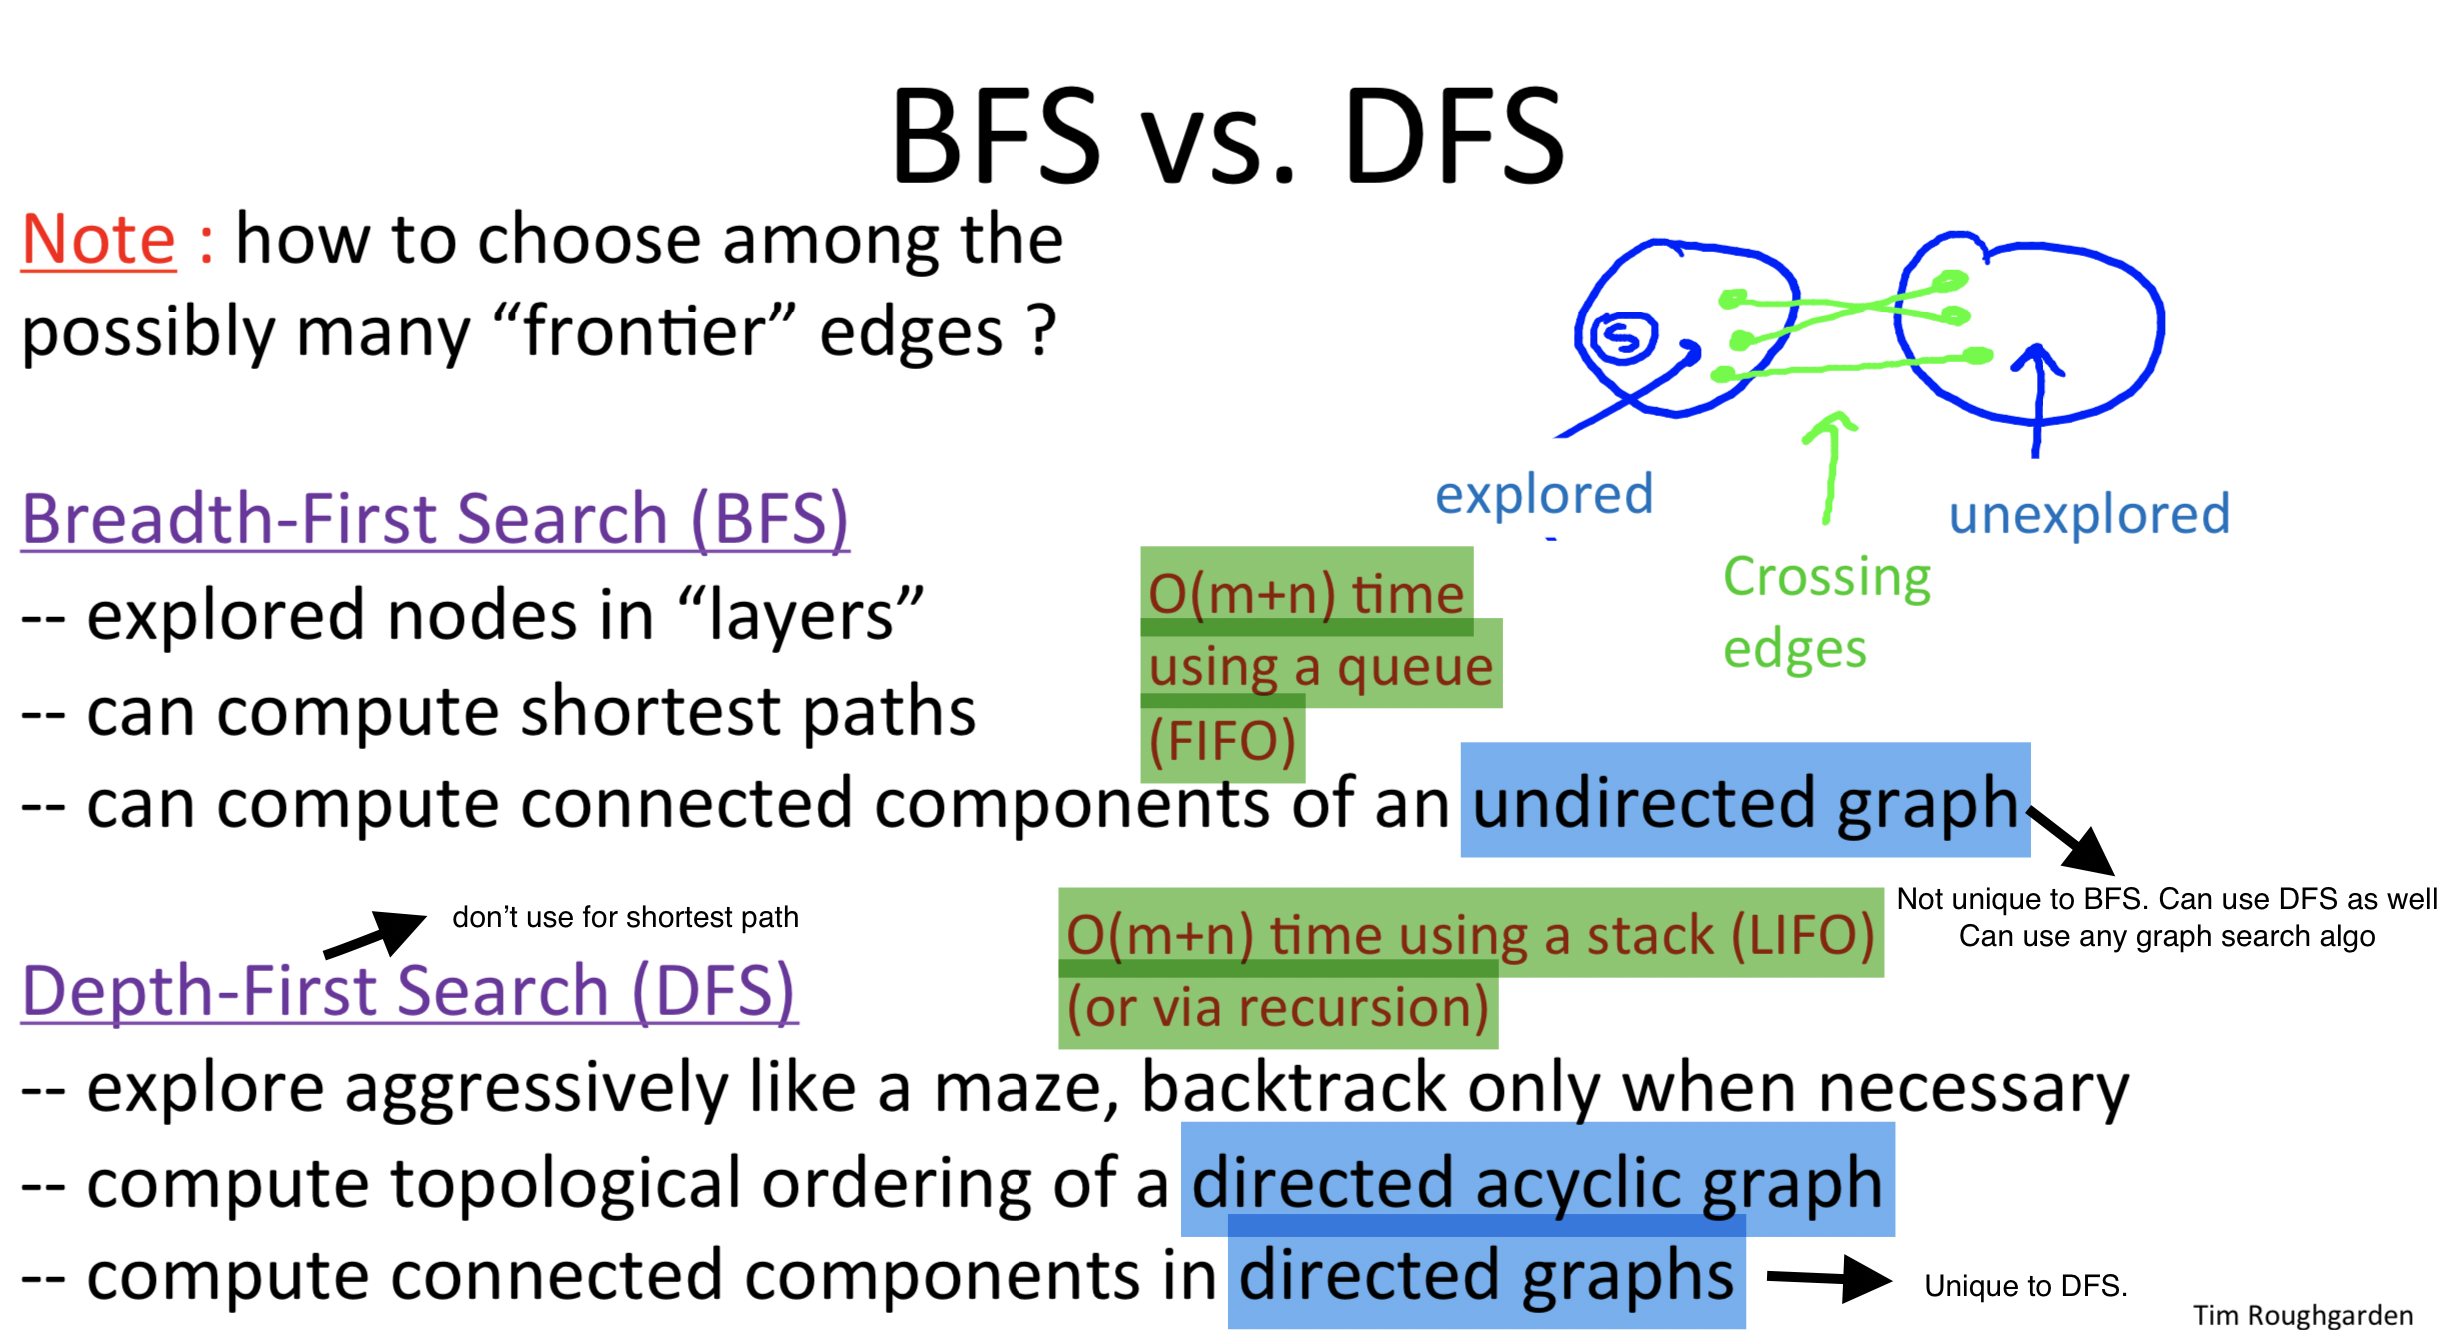 BFS vs. DFS
Note : how to choose among the
possibly many “frontier” edges ?
S
explored
unexplored
Crossing
edges
Breadth-First Search (BFS)
-- explored nodes in “layers”
-- can compute shortest paths
-- can compute connected components of an undirected graph
O(m+n) time
using a queue
(FIFO)
Not unique to BFS. Can use DFS as well
Can use any graph search algo
don’t use for shortest path
Depth-First Search (DFS)
O(m+n) time using a stack (LIFO)
(or via recursion)
-- explore aggressively like a maze, backtrack only when necessary
-- compute topological ordering of a directed acyclic graph
-- compute connected components in directed graphs
Unique to DFS.
Tim Roughgarden